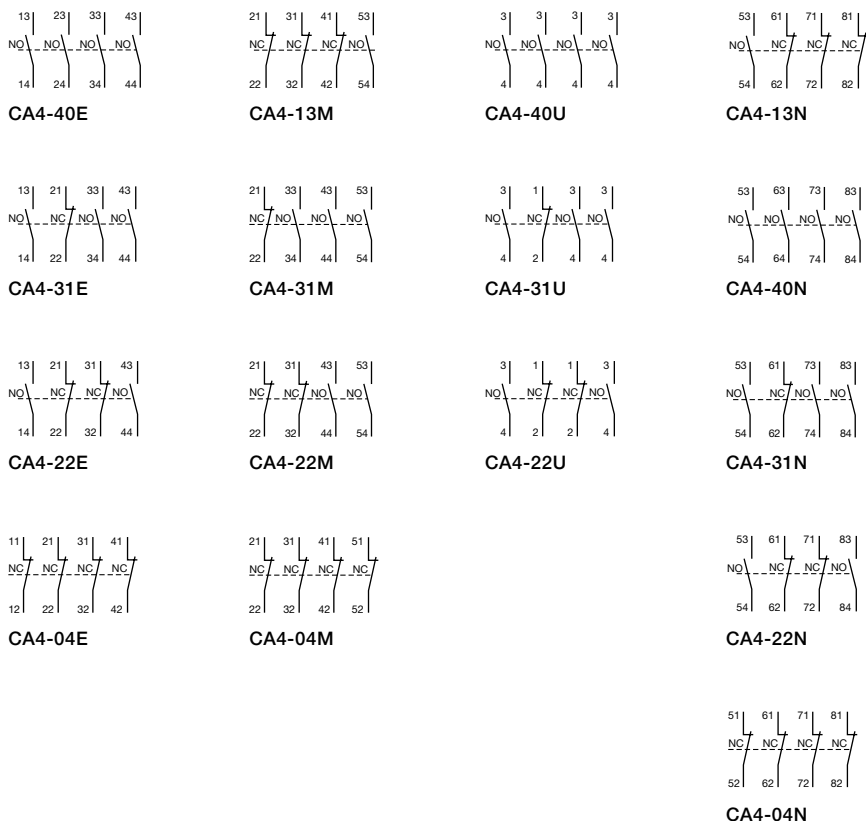 13 23 33 43
NO NO NO NO
14 24 34 44
CA4-40E
21 31 41 53
NC NC NC NO
22 32 42 54
CA4-13M
3 3 3 3
NO NO NO NO
4 4 4 4
CA4-40U
53 61 71 81
NO NC NC NC
54 62 72 82
CA4-13N
13 21 33 43
NO NC NO NO
14 22 34 44
CA4-31E
21 33 43 53
NC NO NO NO
22 34 44 54
CA4-31M
3 1 3 3
NO NC NO NO
4 2 4 4
CA4-31U
53 63 73 83
NO NO NO NO
54 64 74 84
CA4-40N
13 21 31 43
NO NC NC NO
14 22 32 44
CA4-22E
21 31 43 53
NC NC NO NO
22 32 44 54
CA4-22M
3 1 1 3
NO NC NC NO
4 2 2 4
CA4-22U
53 61 73 83
NO NC NO NO
54 62 74 84
CA4-31N
11 21 31 41
NC NC NC NC
12 22 32 42
CA4-04E
21 31 41 51
NC NC NC NC
22 32 42 52
CA4-04M
53 61 71 83
NO NC NC NO
54 62 72 84
CA4-22N
51 61 71 81
NC NC NC NC
52 62 72 82
CA4-04N